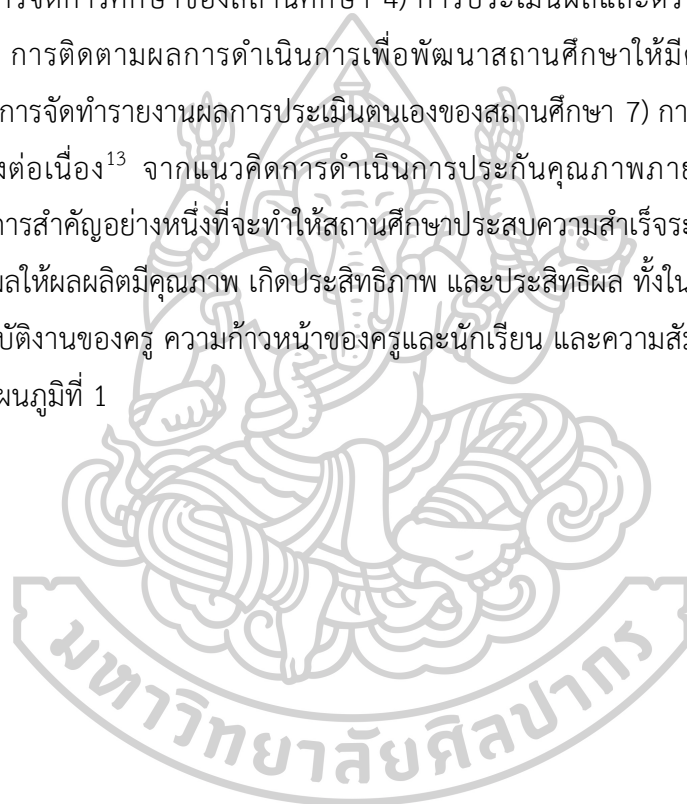 ารจัดการศึกษาของสถานศึกษา 4) การประเมินผลและตรว
การติดตามผลการดำเนินการเพื่อพัฒนาสถานศึกษาให้มีค
การจัดทำรายงานผลการประเมินตนเองของสถานศึกษา 7) กา
งต่อเนื่อง13 จากแนวคิดการดำเนินการประกันคุณภาพภาย
การสำคัญอย่างหนึ่งที่จะทำให้สถานศึกษาประสบความสำเร็จระ
ผลให้ผลผลิตมีคุณภาพ เกิดประสิทธิภาพ และประสิทธิผล ทั้งใน
บัติงานของครู ความก้าวหน้าของครูและนักเรียน และความสัม
ผนภูมิที่ 1
มหาวิทยาลัยศิลปากร